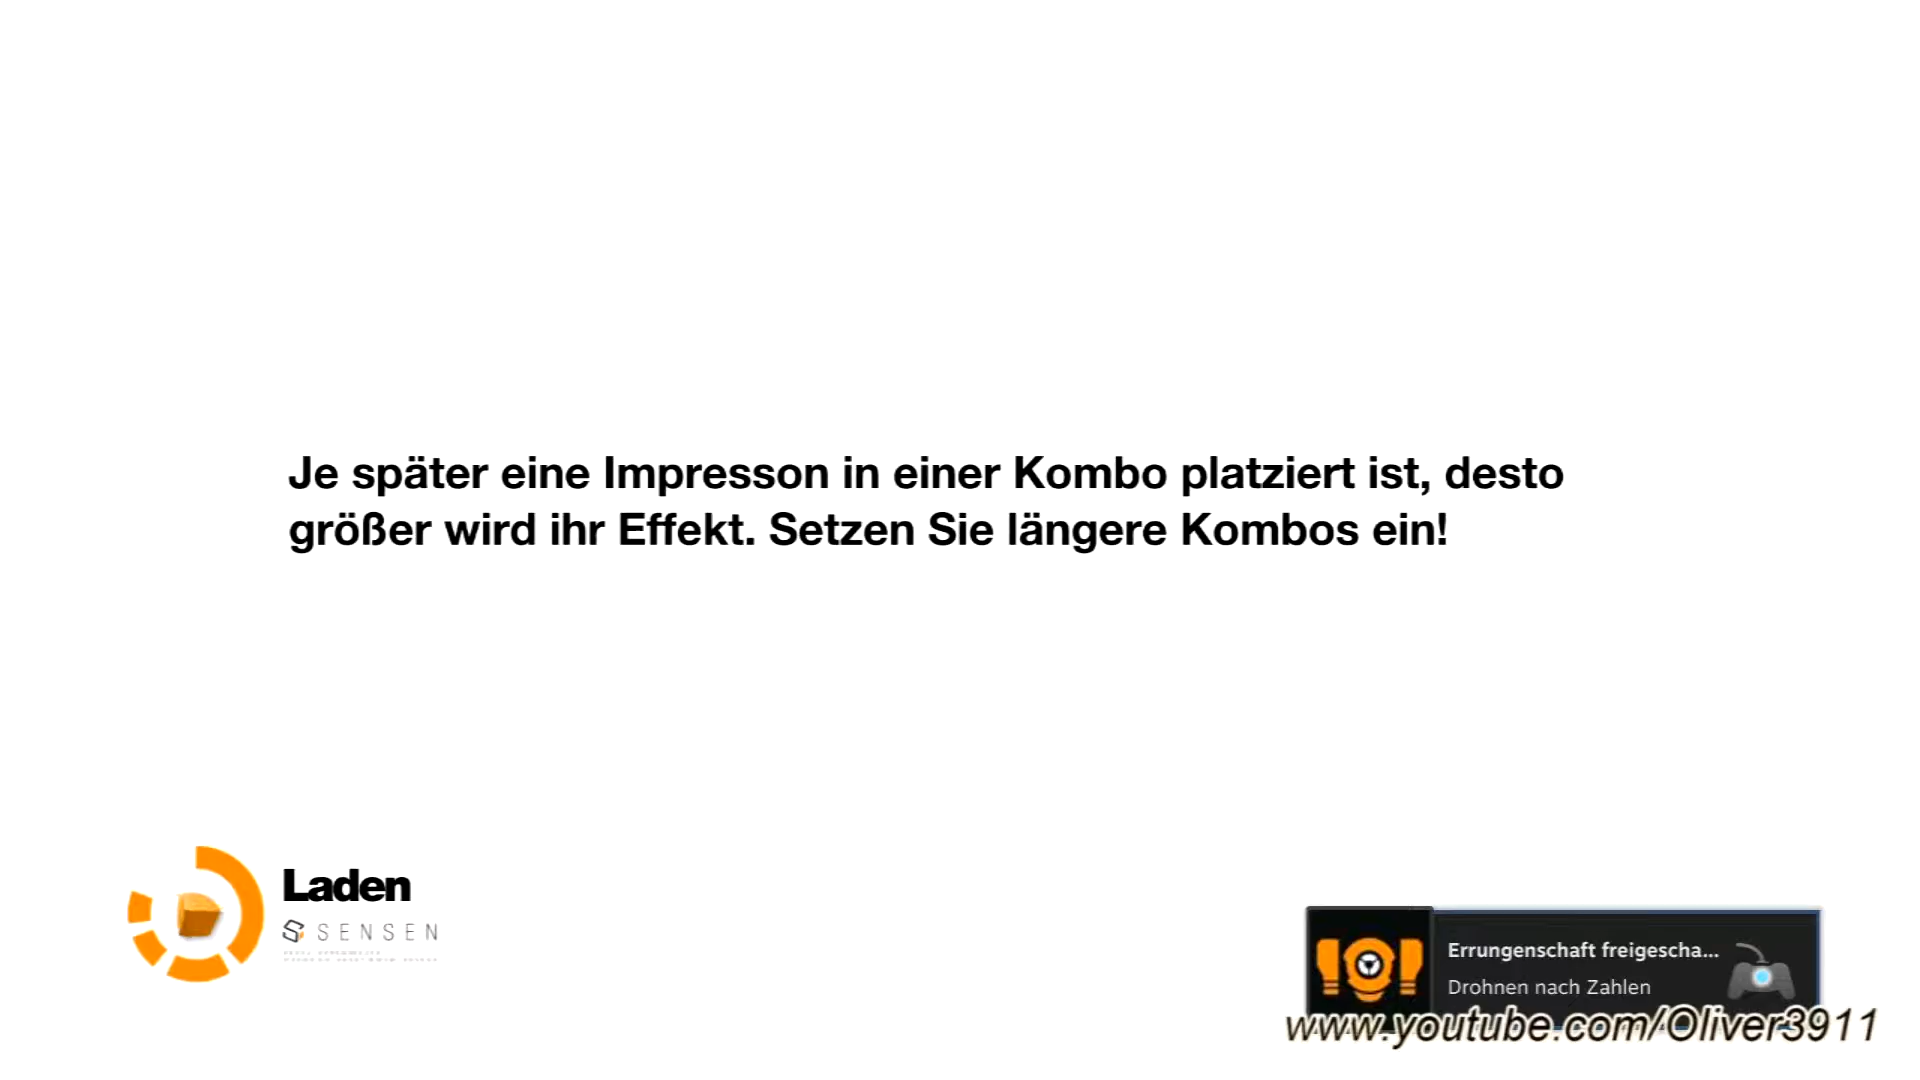 Je später eine Impresson in einer Kombo platziert ist, desto
größer wird ihr Effekt. Setzen Sie längere Kombos ein!
Laden
SENSEN
Errungenschaft freigescha...
Drohnen nach Zahlen
www.youtube.com/Oliver3911